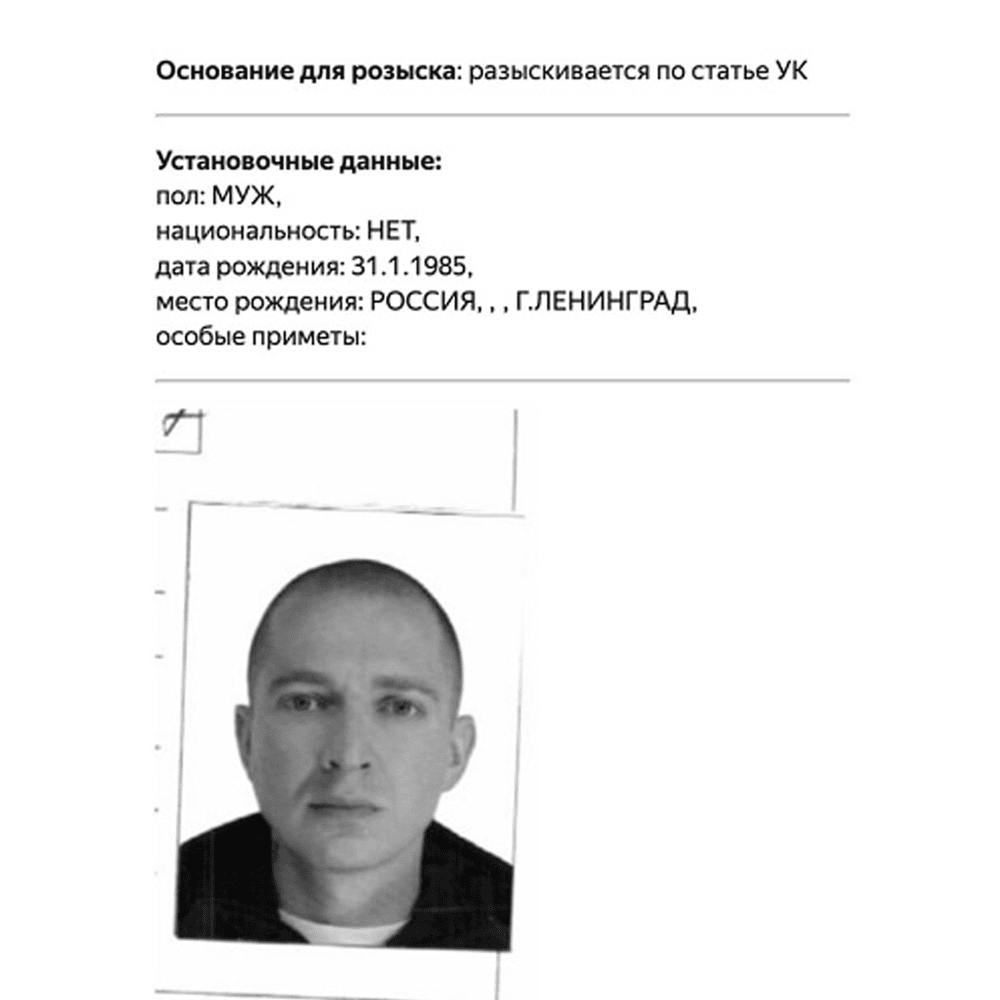 Основание для розыска: разыскивается по статье УК
Установочные данные:
пол: МУЖ,
национальность: НЕТ,
дата рождения: 31.1.1985,
место рождения: РОССИЯ, , , Г.ЛЕНИНГРАД,
особые приметы: